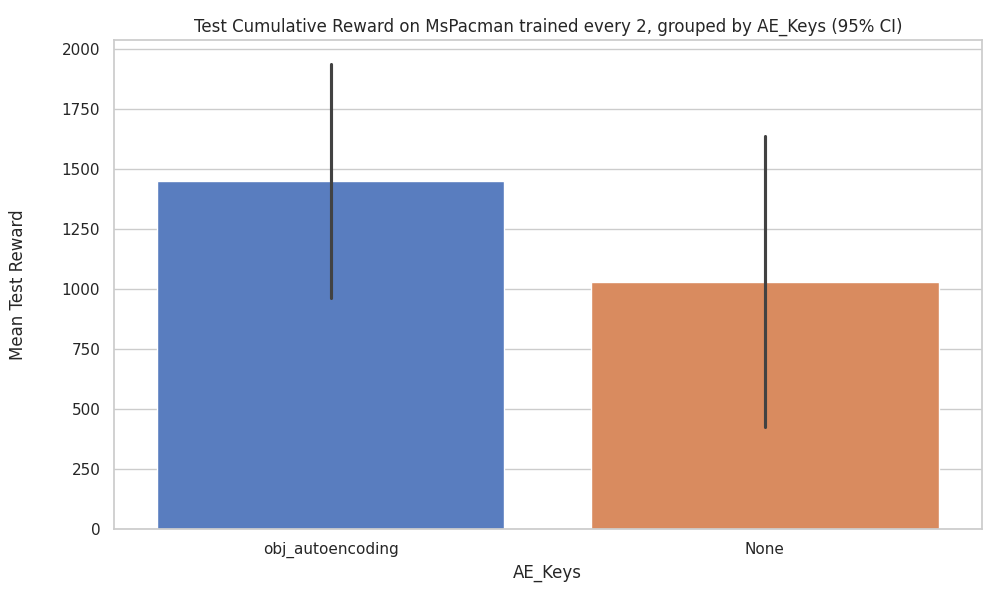 Test Cumulative Reward on MsPacman trained every 2, grouped by AE_Keys (95% CI)
2000
1750
1500
1250
1000
750
500
250
0
Mean Test Reward
obj_autoencoding
None
AE_Keys